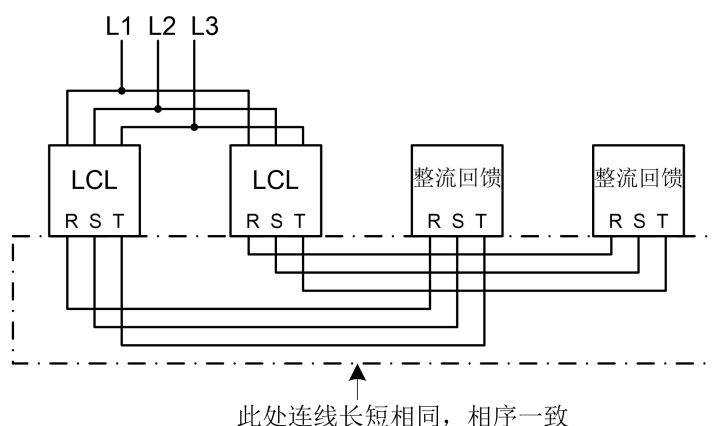 L1 L2 L3
LCL LCL 整流回馈 整流回馈
R S T R S T R S T R S T
此处连线长短相同，相序一致